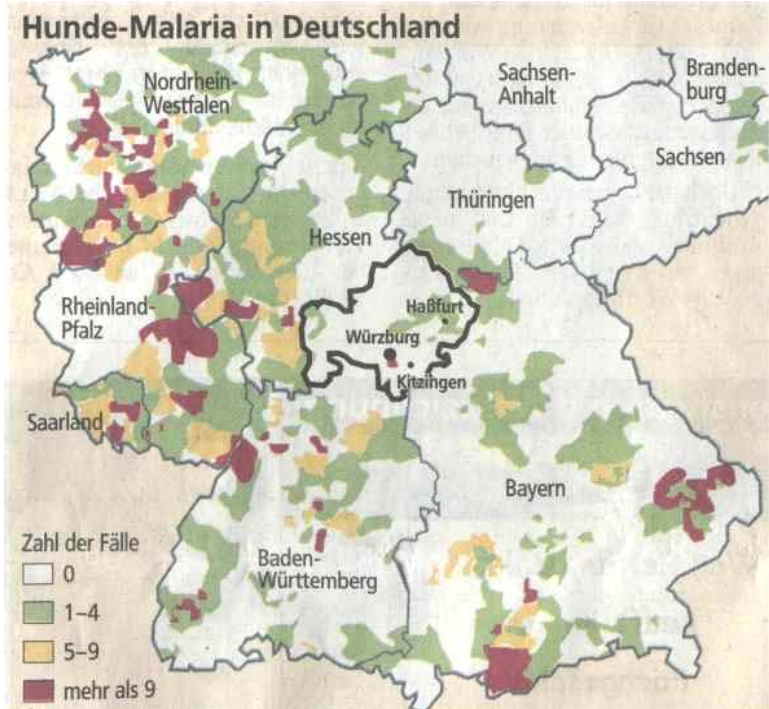 Hunde-Malaria in Deutschland
Nordrhein-
Westfalen
Sachsen-
Anhalt
Branden-
burg
Sachsen
Thüringen
Hessen
Rheinland-
Pfalz
Haßfurt
Würzburg
Kitzingen
Saarland
Bayern
Baden-
Württemberg
Zahl der Fälle
0
1–4
5–9
mehr als 9